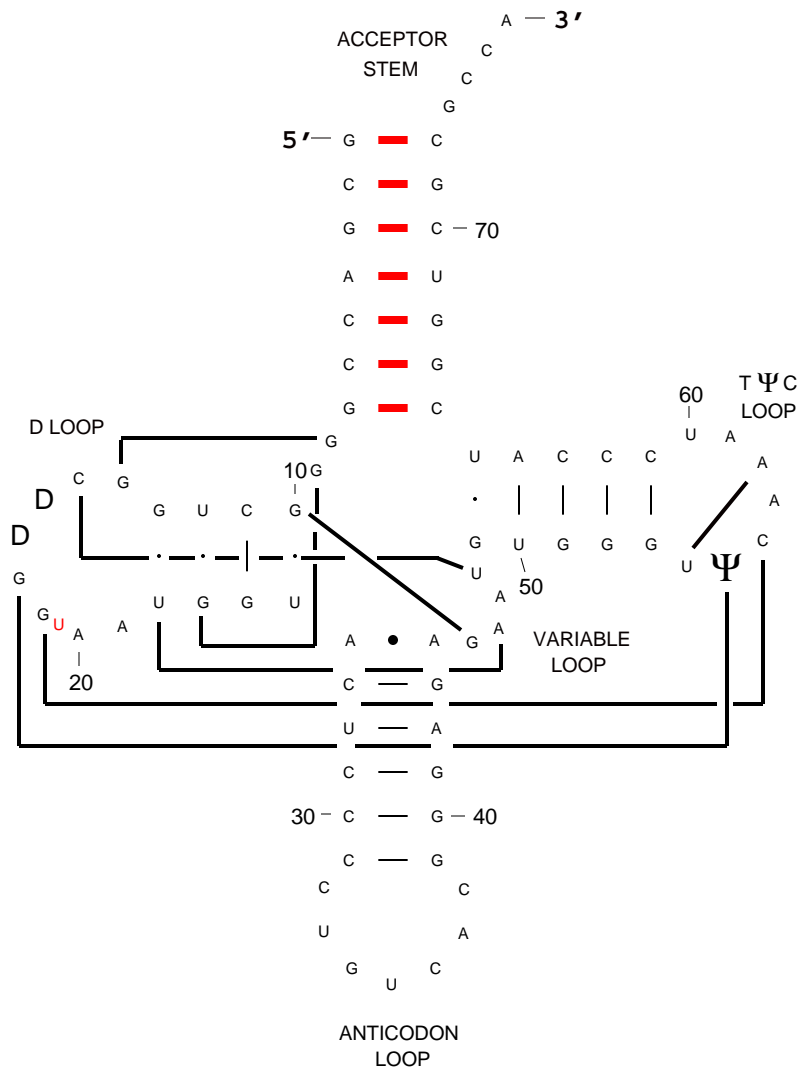 A 3′
ACCEPTOR
C
STEM
C
G
5′ G C
C G
G C 70
A U
C G
C G
T Ψ C
60
G C LOOP
D LOOP
G U A
U A C C C A
10 G
C G
D A
G U C G
D G U G G G C
G U U Ψ
50
A
U G G U
G U A A A
A A G VARIABLE
LOOP
20 C G
U A
C G
30 C G 40
C G
C C
U A
G C
U
ANTICODON
LOOP